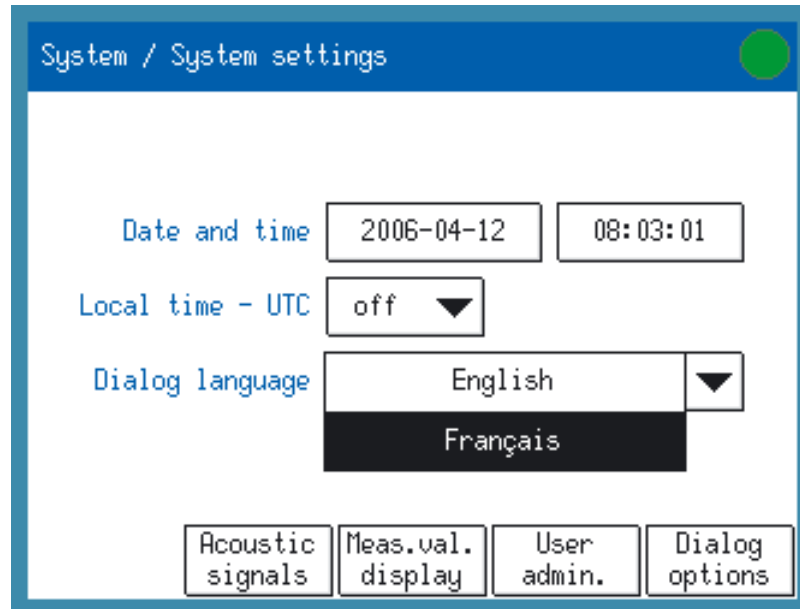 System / System settings
Date and time 2006-04-12 08:03:01
Local time - UTC off
Dialog language English
Français
Acoustic signals Meas.val. display User admin. Dialog options